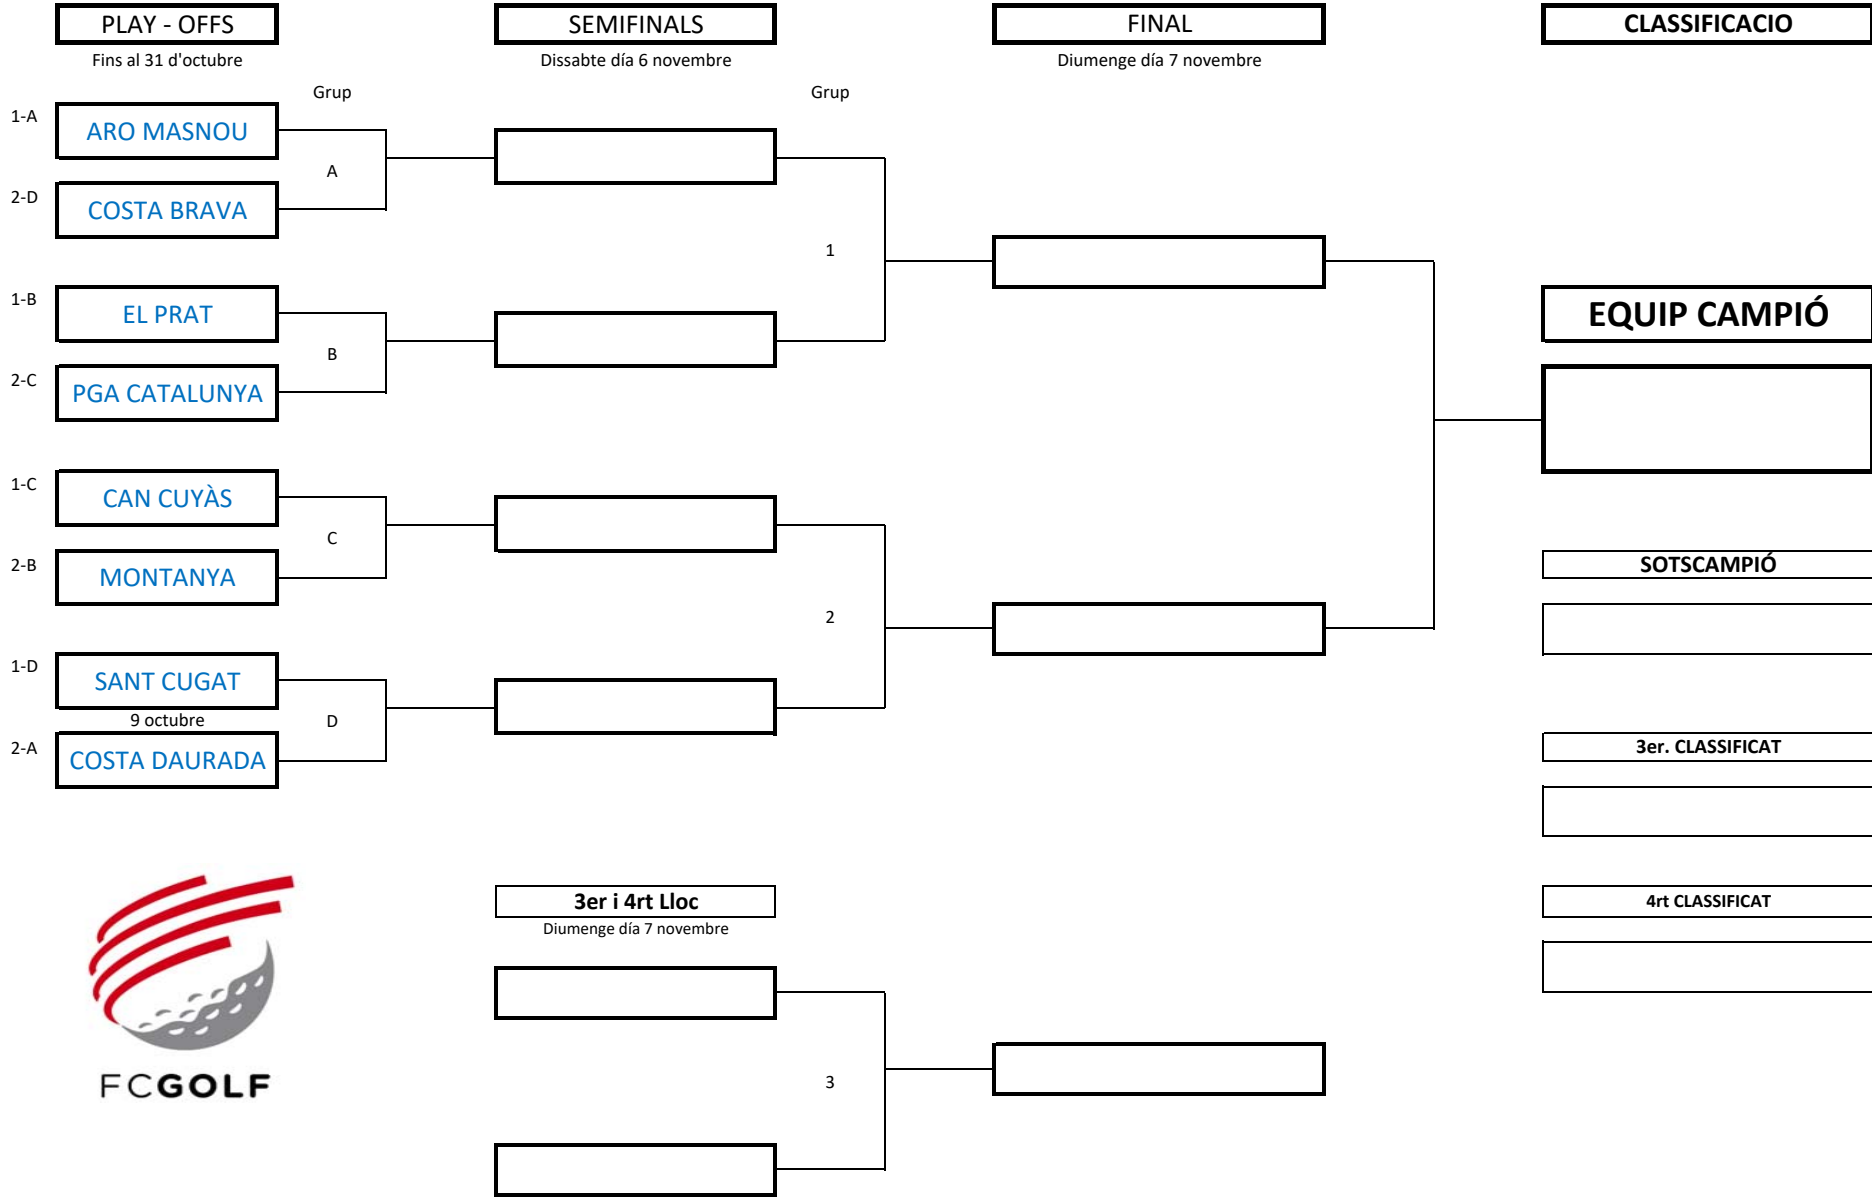 PLAY - OFFS
SEMIFINALS
FINAL
CLASSIFICACIO
Fins al 31 d'octubre
Dissabte día 6 novembre
Diumenge día 7 novembre
Grup
Grup
1-A
ARO MASNOU
A
2-D
COSTA BRAVA
1
1-B
EL PRAT
EQUIP CAMPIÓ
B
2-C
PGA CATALUNYA
1-C
CAN CUYÀS
C
2-B
MONTANYA
SOTSCAMPIÓ
2
1-D
SANT CUGAT
9 octubre
D
2-A
COSTA DAURADA
3er. CLASSIFICAT
3er i 4rt Lloc
4rt CLASSIFICAT
Diumenge día 7 novembre
FCGOLF
3